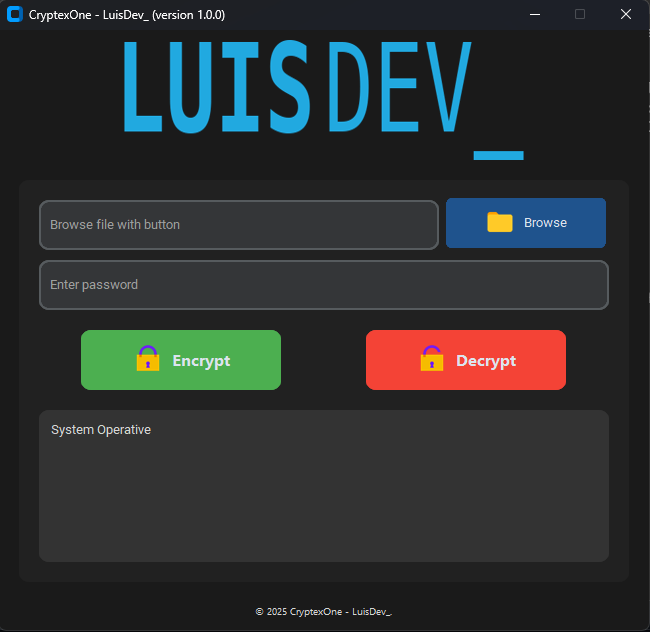 CryptexOne - LuisDev_ (version 1.0.0)
LUISDEV_
Browse file with button
Browse
Enter password
Encrypt
Decrypt
System Operative
© 2025 CryptexOne - LuisDev_.